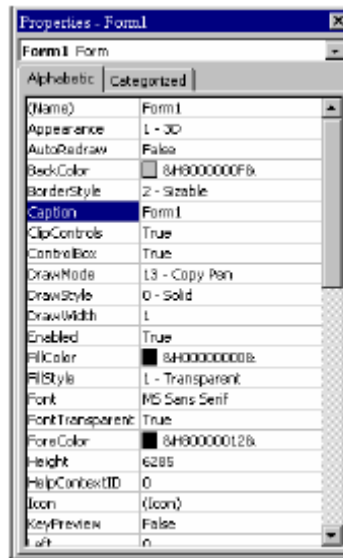 Properties - Form1
Form1 Form
Alphabetic Categorized
(Name) Form1
Appearance 1 - 3D
AutoRedraw False
BackColor &H8000000F&
BorderStyle 2 - Sizable
Caption Form1
ClipControls True
ControlBox True
DrawMode 13 - Copy Pen
DrawStyle 0 - Solid
DrawWidth 1
Enabled True
FillColor &H00000000&
FillStyle 1 - Transparent
Font MS Sans Serif
FontTransparent True
ForeColor &H80000012&
Height 6285
HelpContextID 0
Icon (Icon)
KeyPreview False
Left 0